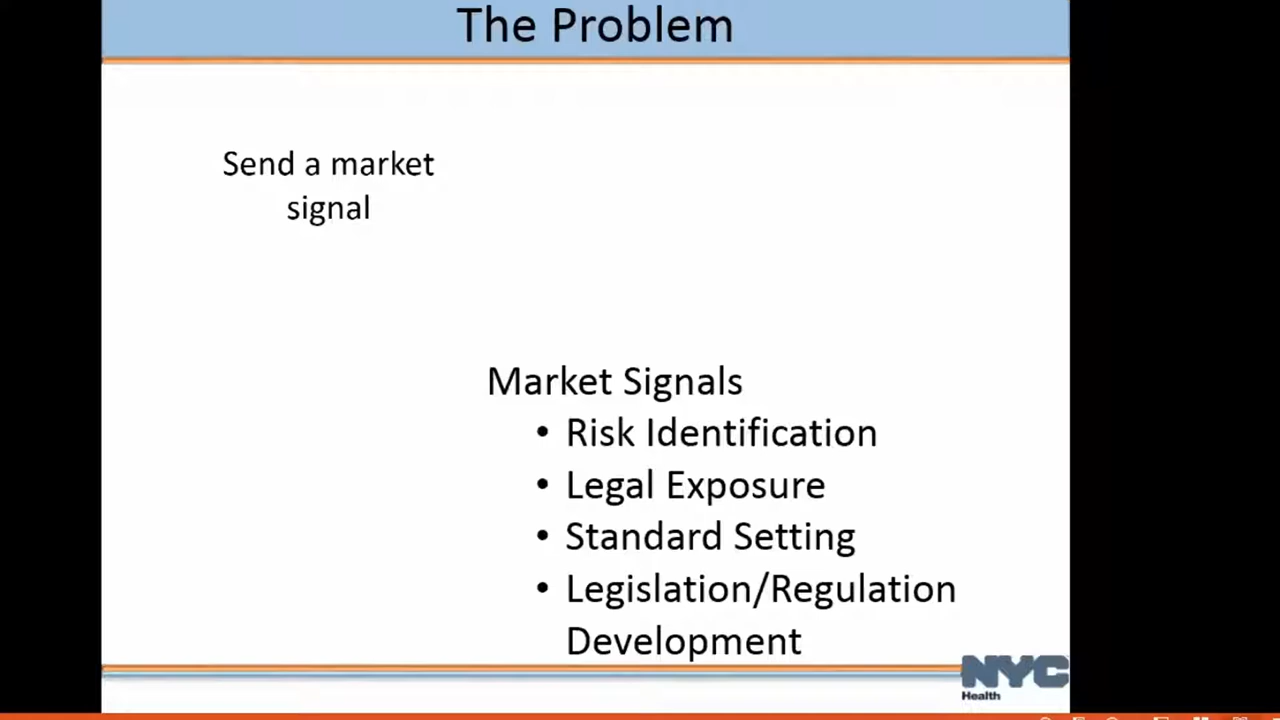 The Problem
Send a market
signal
Market Signals
• Risk Identification
• Legal Exposure
• Standard Setting
• Legislation/Regulation
Development
NYC
Health